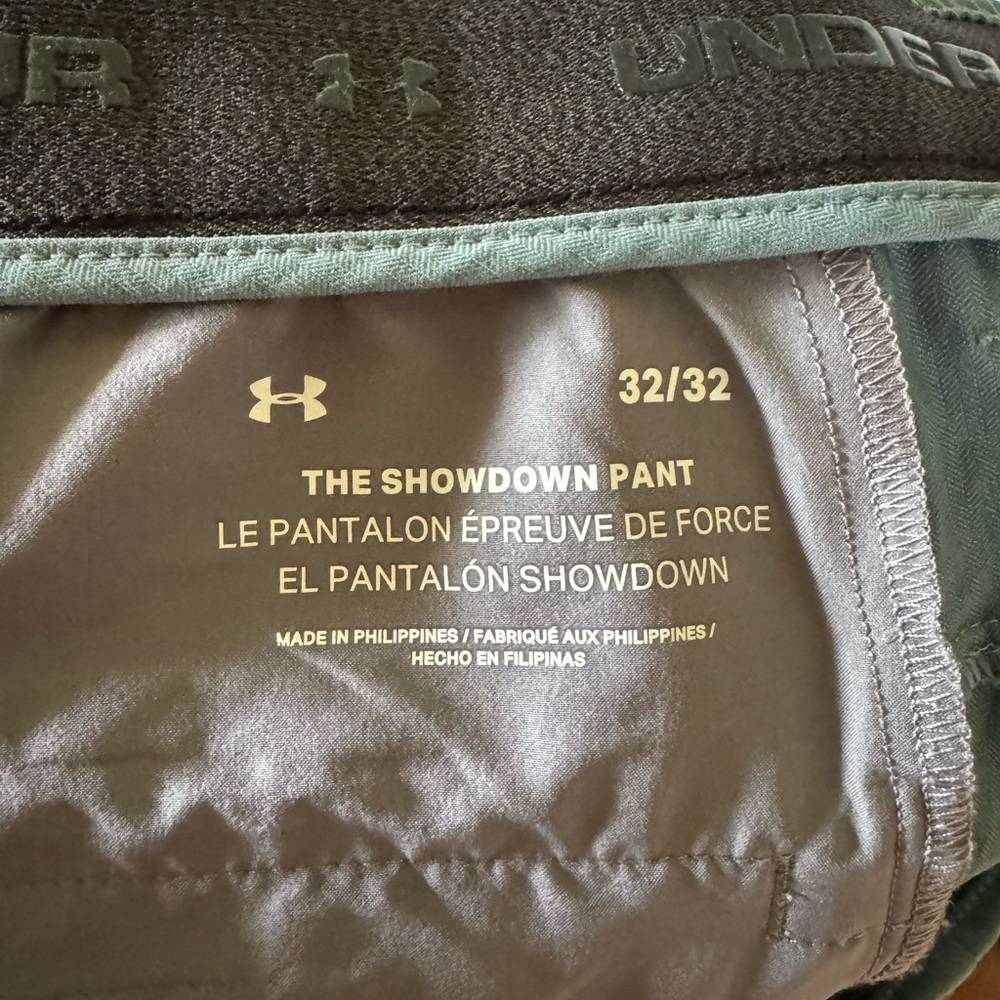 UR UNDER
32/32
THE SHOWDOWN PANT
LE PANTALON ÉPREUVE DE FORCE
EL PANTALÓN SHOWDOWN
MADE IN PHILIPPINES / FABRIQUÉ AUX PHILIPPINES /
HECHO EN FILIPINAS